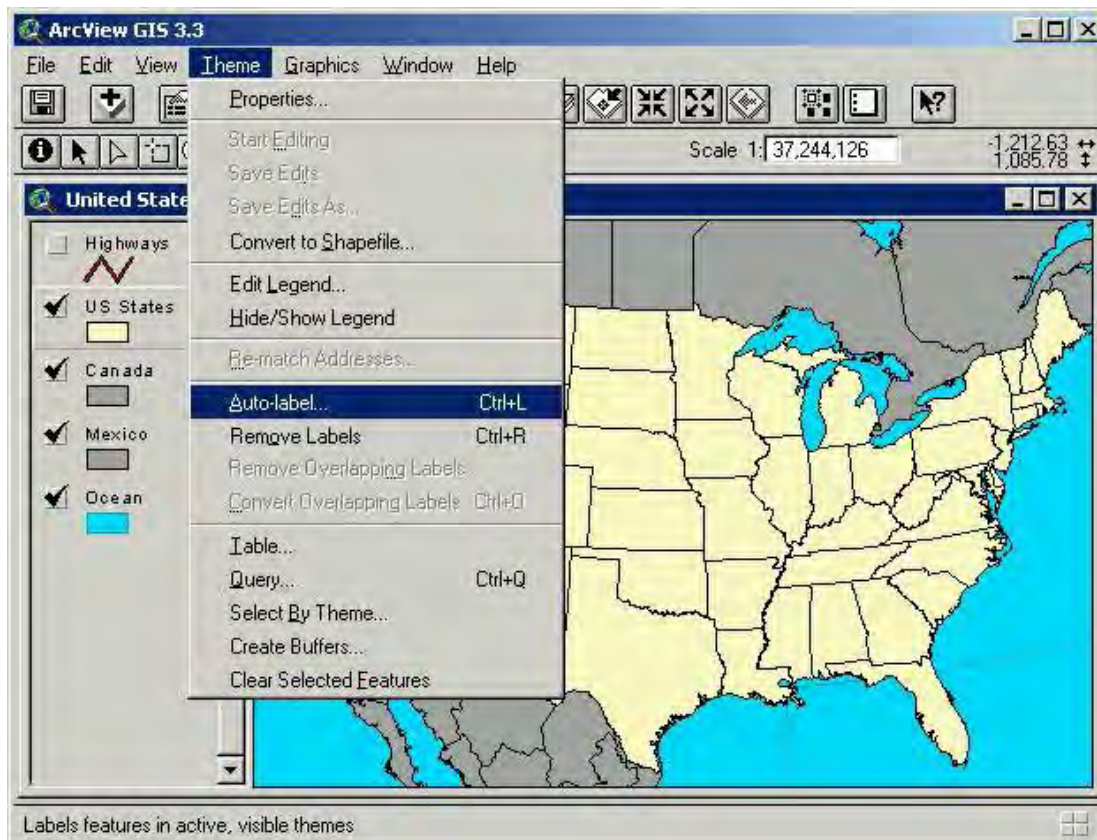 ArcView GIS 3.3
File Edit View Theme Graphics Window Help
Scale 1: 37,244,126
-1,212.63
1,085.78
Properties...
Start Editing
Save Edits
Save Edits As...
Convert to Shapefile...
Edit Legend...
Hide/Show Legend
Re-match Addresses...
Auto-label... Ctrl+L
Remove Labels Ctrl+R
Remove Overlapping Labels
Convert Overlapping Labels Ctrl+O
Table...
Query... Ctrl+Q
Select By Theme...
Create Buffers...
Clear Selected Features
United State
Highways
US States
Canada
Mexico
Ocean
Labels features in active, visible themes